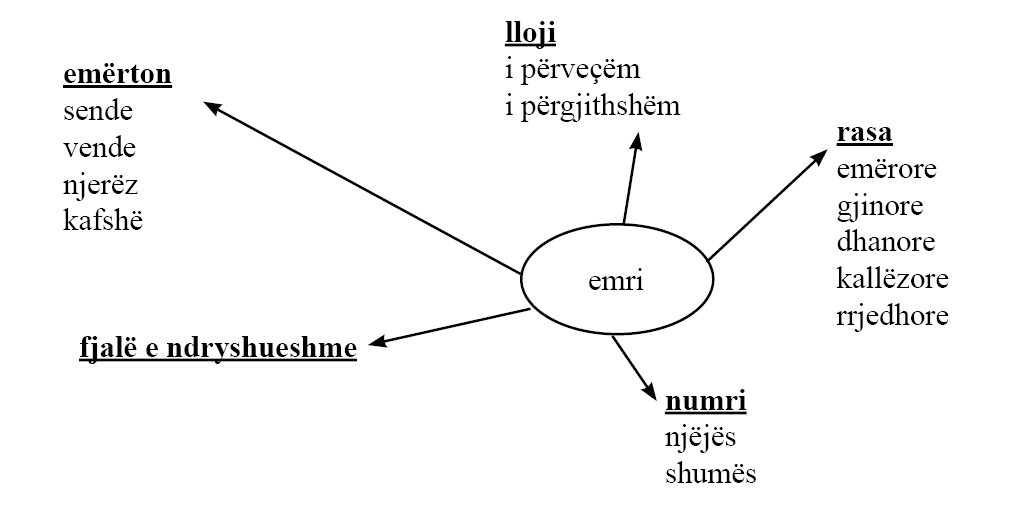 lloji
i përveçëm
i përgjithshëm
emërton
sende
vende
njerëz
kafshë
rasa
emërore
gjinore
dhanore
kallëzore
rrjedhore
emri
fjalë e ndryshueshme
numri
njëjës
shumës